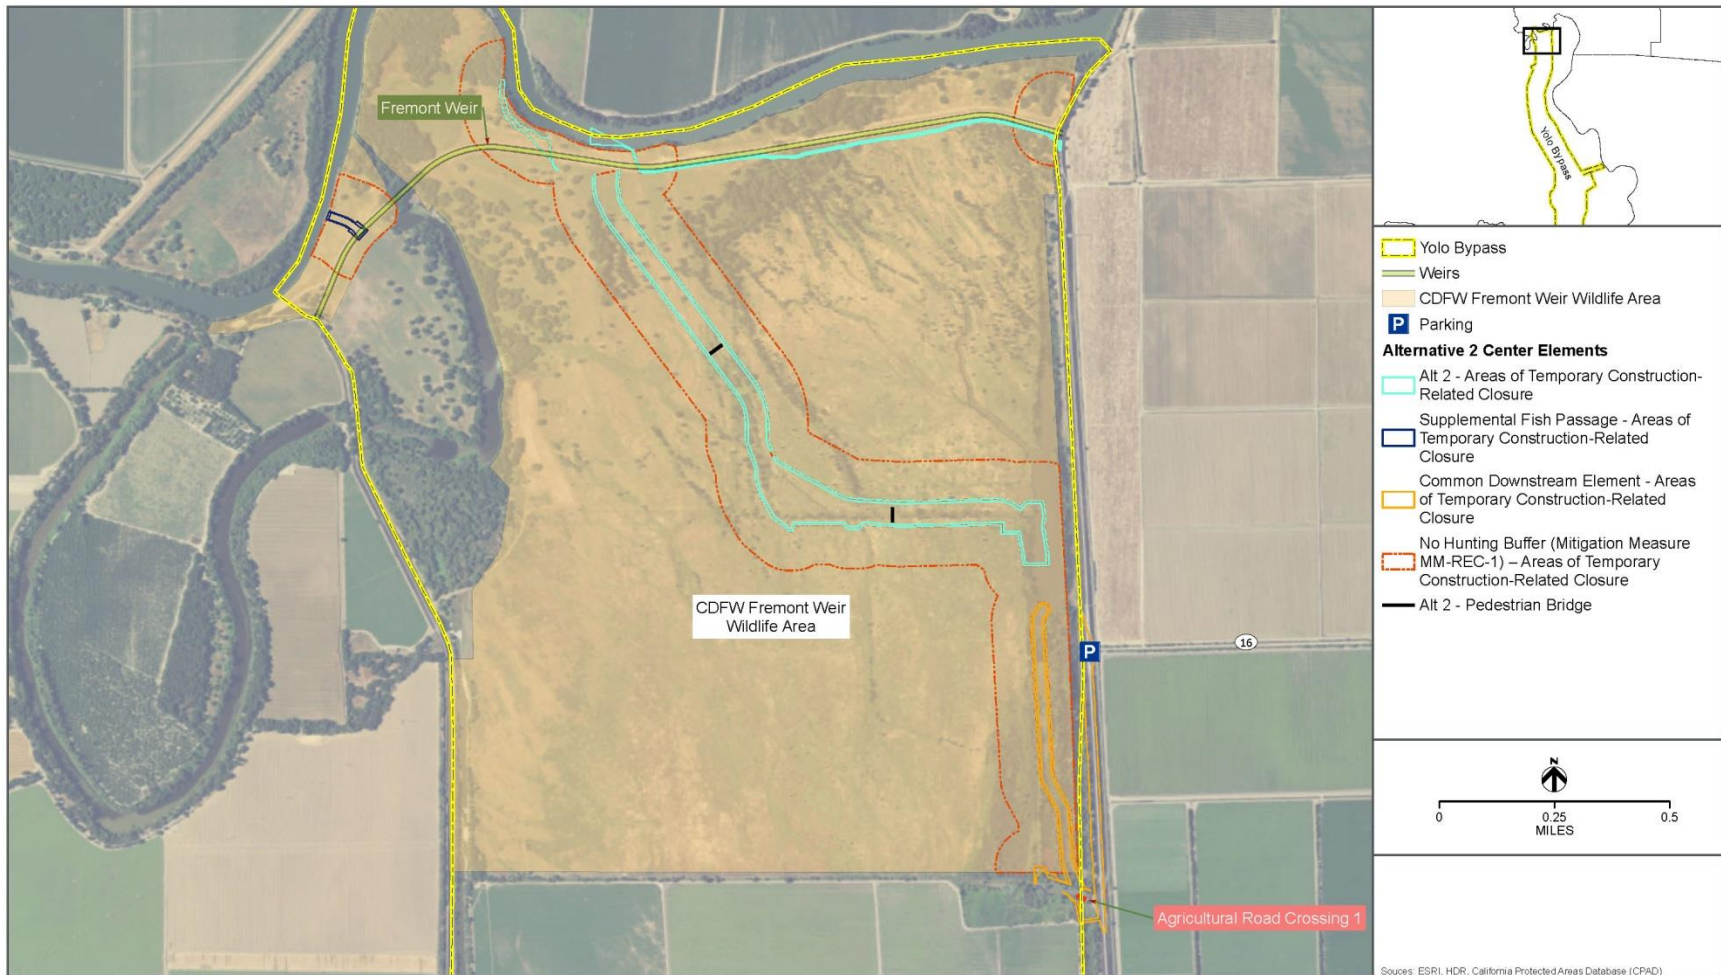 Fremont Weir
CDFW Fremont Weir
Wildlife Area
16
P
Agricultural Road Crossing 1
Yolo Bypass
Yolo Bypass
Weirs
CDFW Fremont Weir Wildlife Area
P Parking
Alternative 2 Center Elements
Alt 2 - Areas of Temporary Construction-
Related Closure
Supplemental Fish Passage - Areas of
Temporary Construction-Related
Closure
Common Downstream Element - Areas
of Temporary Construction-Related
Closure
No Hunting Buffer (Mitigation Measure
MM-REC-1) – Areas of Temporary
Construction-Related Closure
Alt 2 - Pedestrian Bridge
N
0 0.25 0.5
MILES
Souces: ESRI, HDR, California Protected Areas Database (CPAD)